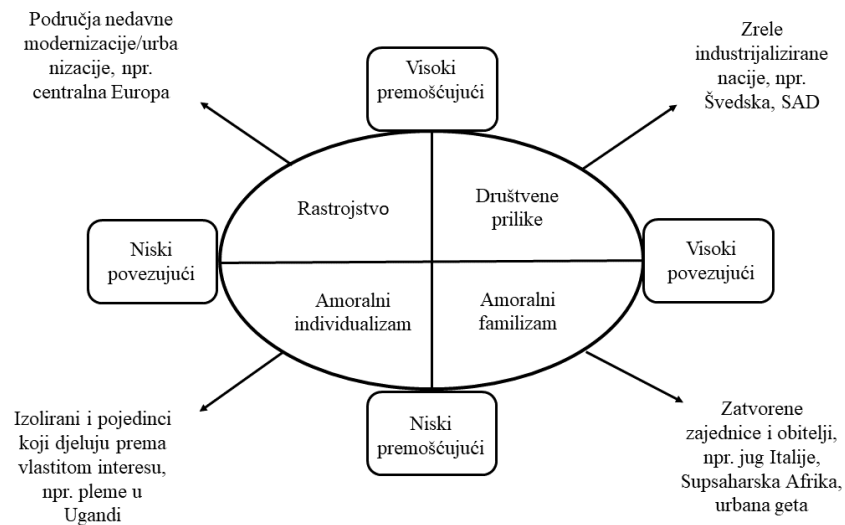 Područja nedavne
modernizacije/urba
nizacije, npr.
centralna Europa
Visoki
premošćujući
Zrele
industrijalizirane
nacije, npr.
Švedska, SAD
Rastrojstvo
Društvene
prilike
Niski
povezujući
Visoki
povezujući
Amoralni
individualizam
Amoralni
familizam
Izolirani i pojedinci
koji djeluju prema
vlastitom interesu,
npr. pleme u
Ugandi
Niski
premošćujući
Zatvorene
zajednice i obitelji,
npr. jug Italije,
Supsaharska Afrika,
urbana geta